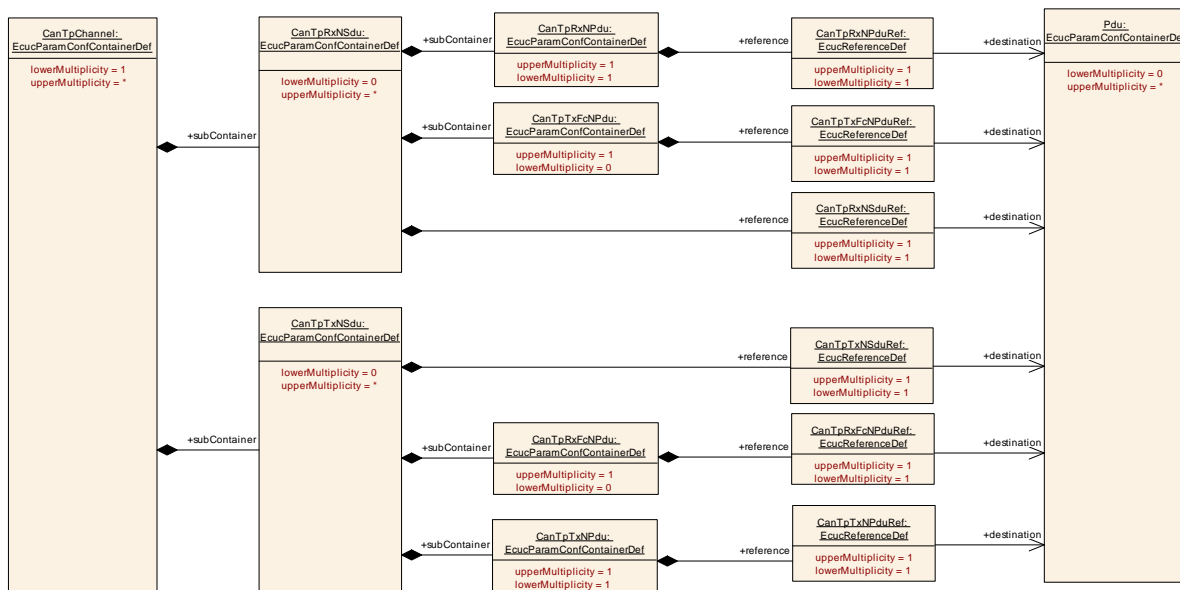 CanTpChannel:
EcucParamConfContainerDef
lowerMultiplicity = 1
upperMultiplicity = *
+subContainer
+subContainer
CanTpRxNSdu:
EcucParamConfContainerDef
lowerMultiplicity = 0
upperMultiplicity = *
+subContainer
CanTpRxNPdu:
EcucParamConfContainerDef
upperMultiplicity = 1
lowerMultiplicity = 1
+reference
CanTpRxNPduRef:
EcucReferenceDef
upperMultiplicity = 1
lowerMultiplicity = 1
+destination
+subContainer
CanTpTxFcNPdu:
EcucParamConfContainerDef
upperMultiplicity = 1
lowerMultiplicity = 0
+reference
CanTpTxFcNPduRef:
EcucReferenceDef
upperMultiplicity = 1
lowerMultiplicity = 1
+destination
+reference
CanTpRxNSduRef:
EcucReferenceDef
upperMultiplicity = 1
lowerMultiplicity = 1
+destination
CanTpTxNSdu:
EcucParamConfContainerDef
lowerMultiplicity = 0
upperMultiplicity = *
+reference
CanTpTxNSduRef:
EcucReferenceDef
upperMultiplicity = 1
lowerMultiplicity = 1
+destination
+subContainer
CanTpRxFcNPdu:
EcucParamConfContainerDef
upperMultiplicity = 1
lowerMultiplicity = 0
+reference
CanTpRxFcNPduRef:
EcucReferenceDef
upperMultiplicity = 1
lowerMultiplicity = 1
+destination
+subContainer
CanTpTxNPdu:
EcucParamConfContainerDef
upperMultiplicity = 1
lowerMultiplicity = 1
+reference
CanTpTxNPduRef:
EcucReferenceDef
upperMultiplicity = 1
lowerMultiplicity = 1
+destination
Pdu:
EcucParamConfContainerDef
lowerMultiplicity = 0
upperMultiplicity = *